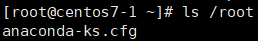 [root@centos7-1 ~]# ls /root
anaconda-ks.cfg